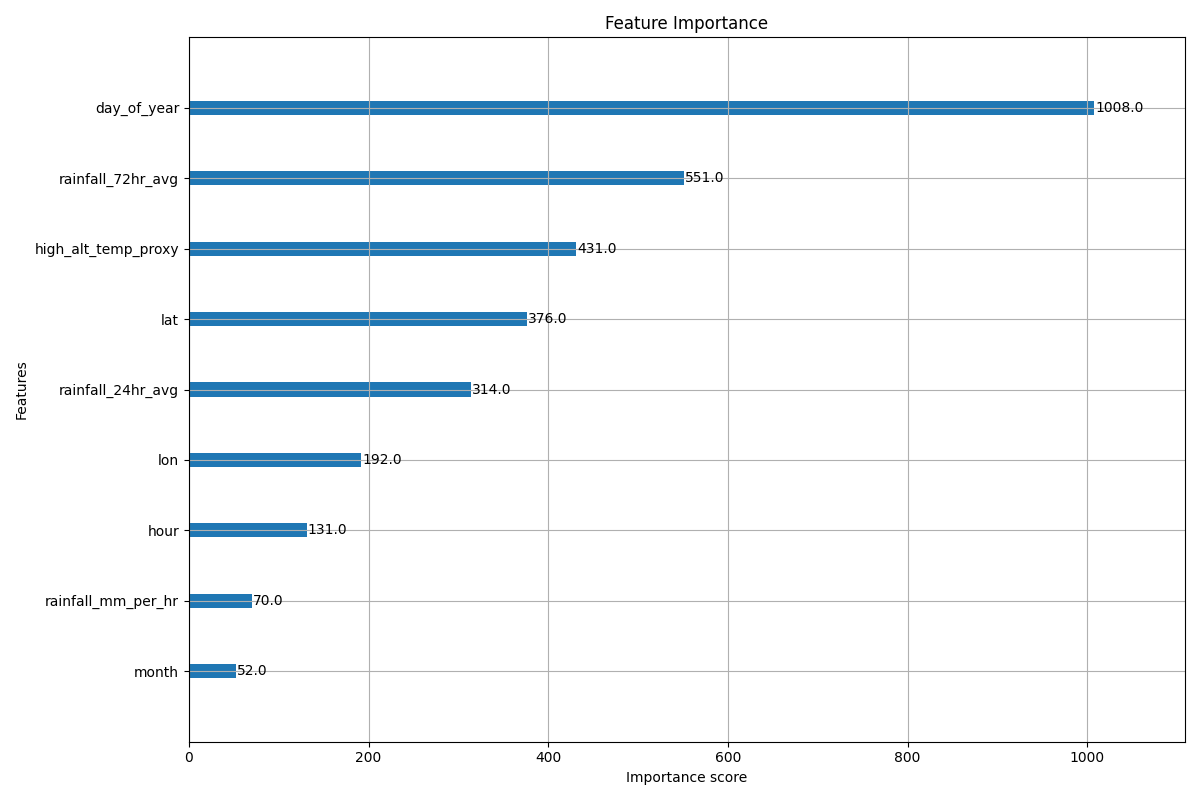 Feature Importance
day_of_year 1008.0
rainfall_72hr_avg 551.0
high_alt_temp_proxy 431.0
lat 376.0
rainfall_24hr_avg 314.0
lon 192.0
hour 131.0
rainfall_mm_per_hr 70.0
month 52.0
Features
0 200 400 600 800 1000
Importance score